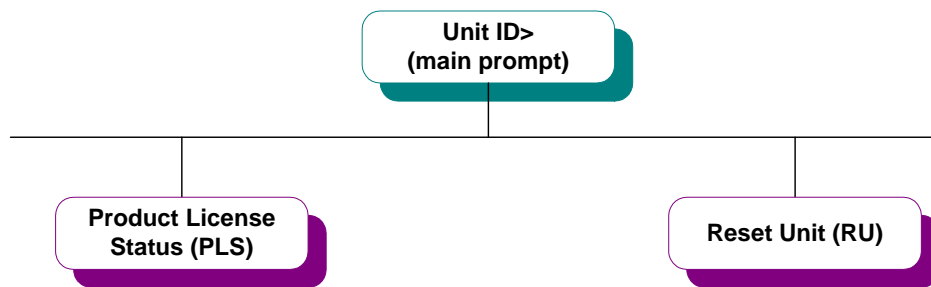 Unit ID>
(main prompt)
Product License
Status (PLS)
Reset Unit (RU)